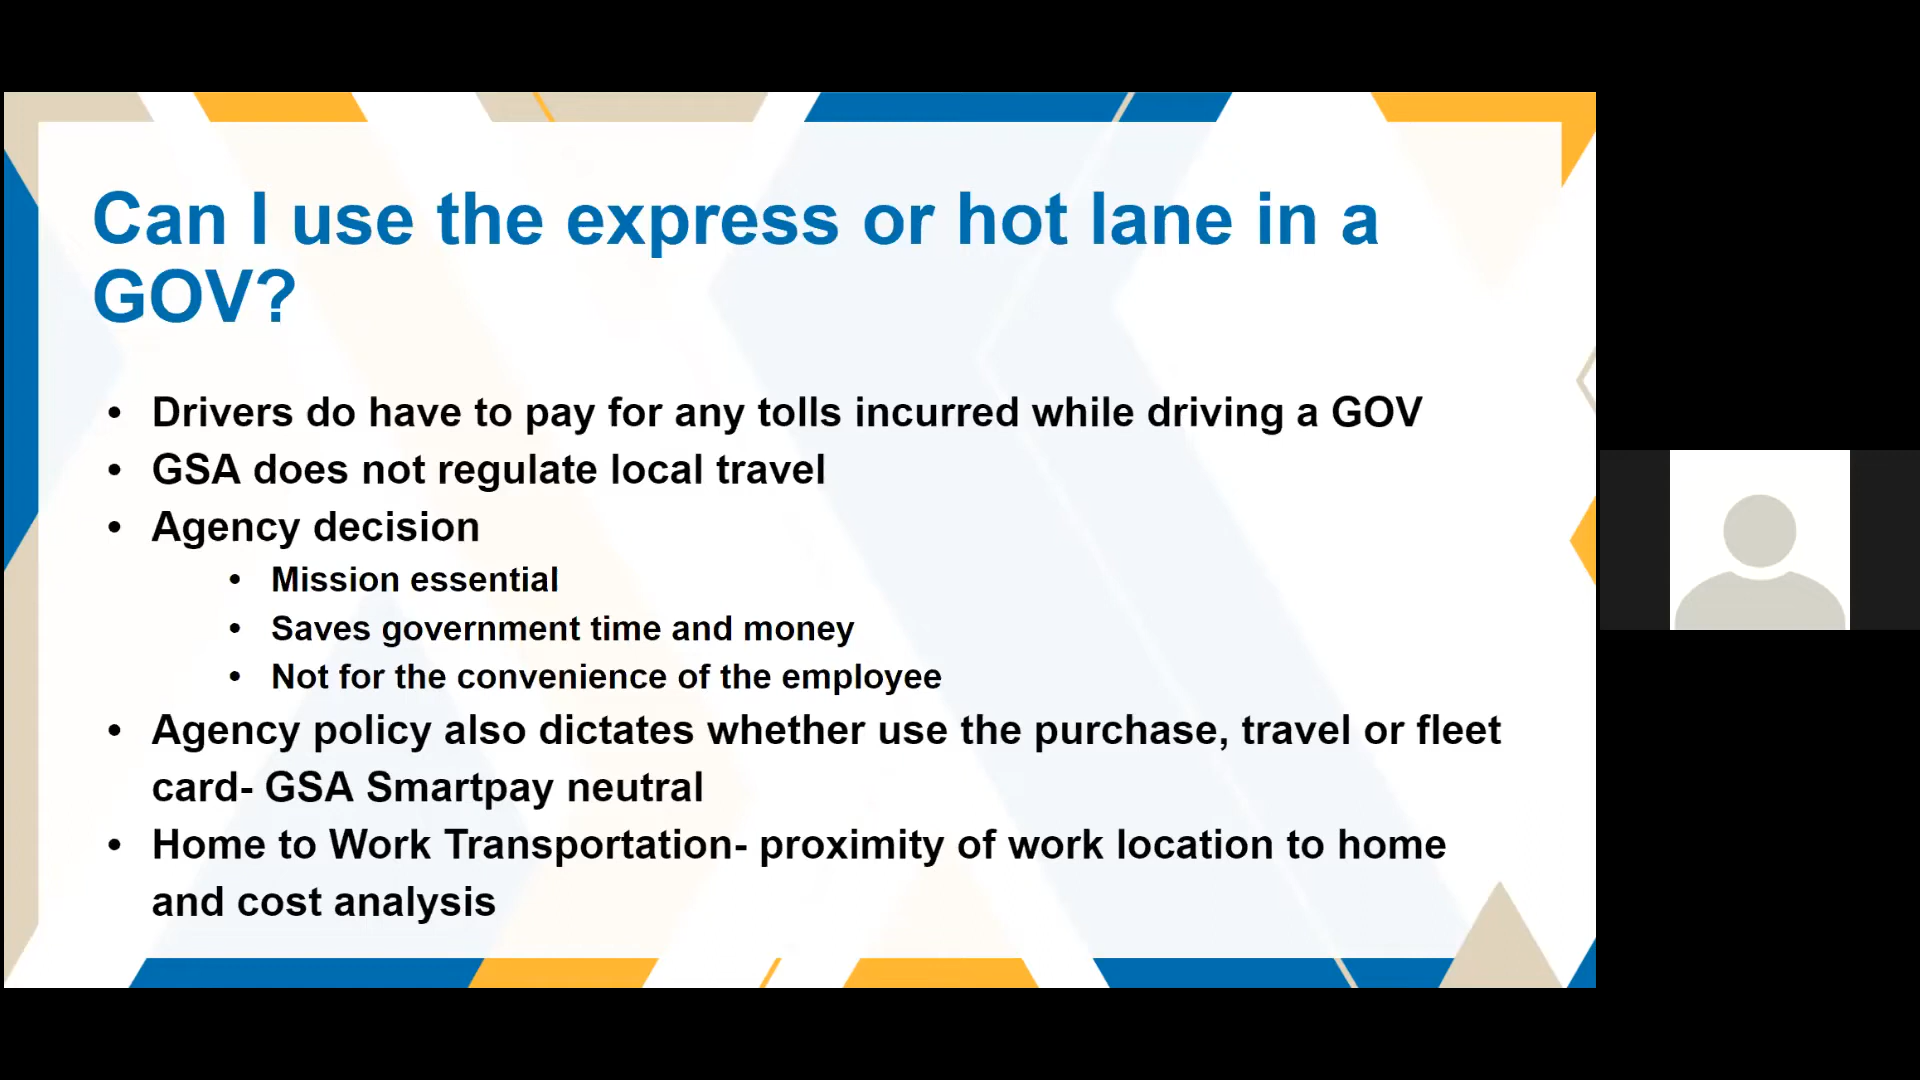 Can I use the express or hot lane in a
GOV?
• Drivers do have to pay for any tolls incurred while driving a GOV
• GSA does not regulate local travel
• Agency decision
• Mission essential
• Saves government time and money
• Not for the convenience of the employee
• Agency policy also dictates whether use the purchase, travel or fleet
card- GSA Smartpay neutral
• Home to Work Transportation- proximity of work location to home
and cost analysis